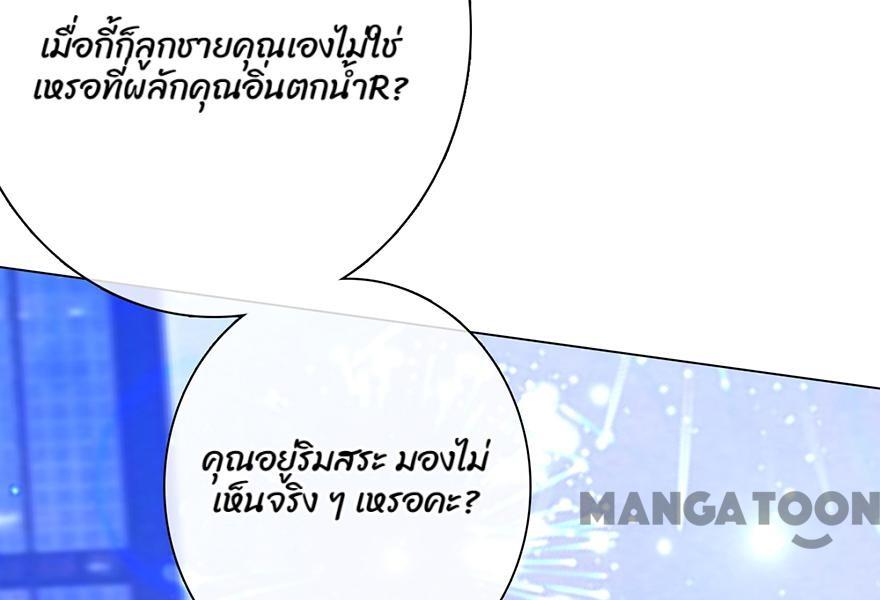 เมื่อกี้ก็ลูกชายคุณเองไม่ใช่
เหรอที่ผลักคุณอิ่นตกน้ำR?
คุณอยู่ริมสระ มองไม่
เห็นจริง ๆ เหรอคะ?
MANGATOON